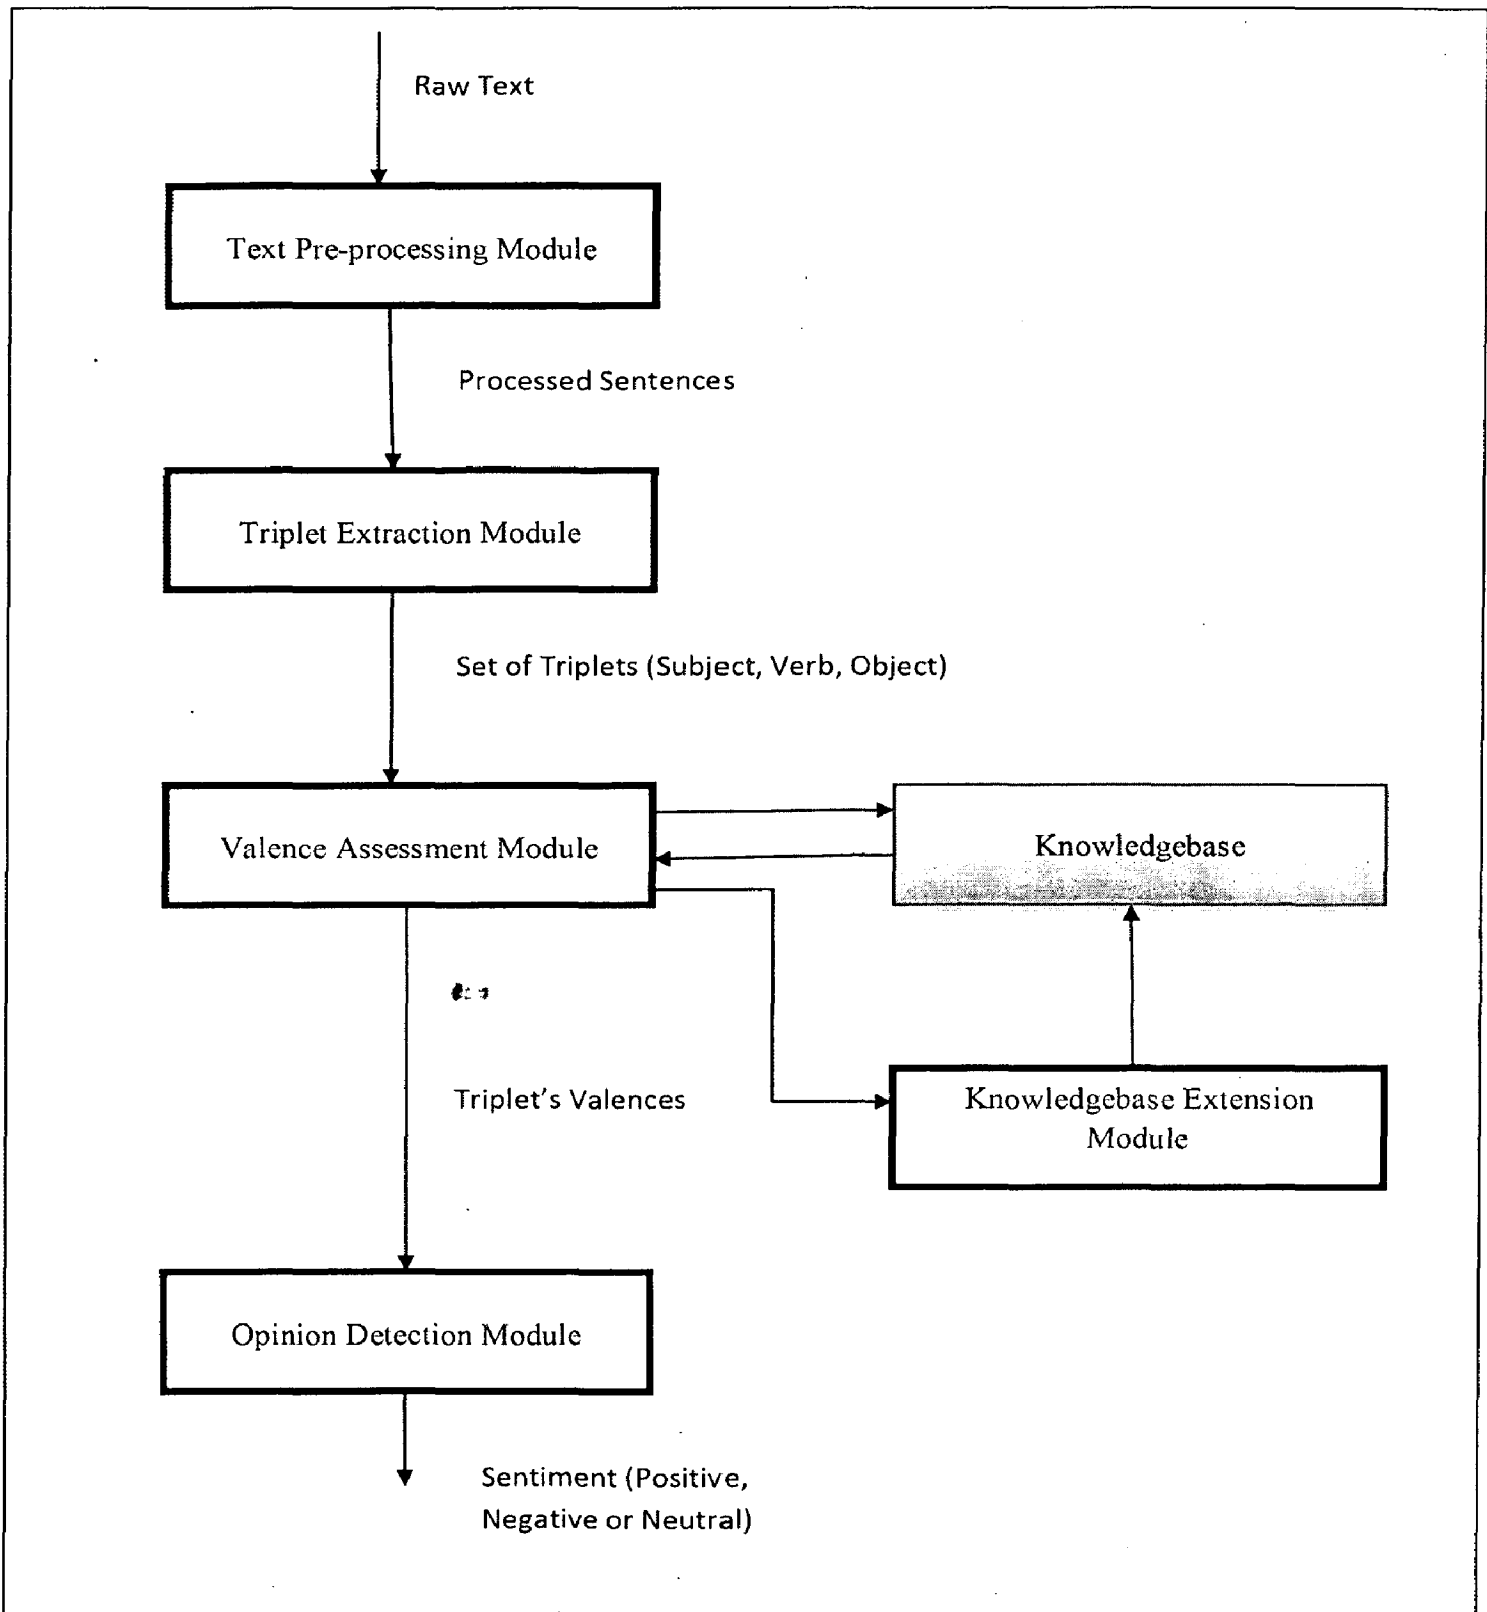 Raw Text
Text Pre-processing Module
Processed Sentences
Triplet Extraction Module
Set of Triplets (Subject, Verb, Object)
Valence Assessment Module
Knowledgebase
Triplet's Valences
Knowledgebase Extension
Module
Opinion Detection Module
Sentiment (Positive,
Negative or Neutral)